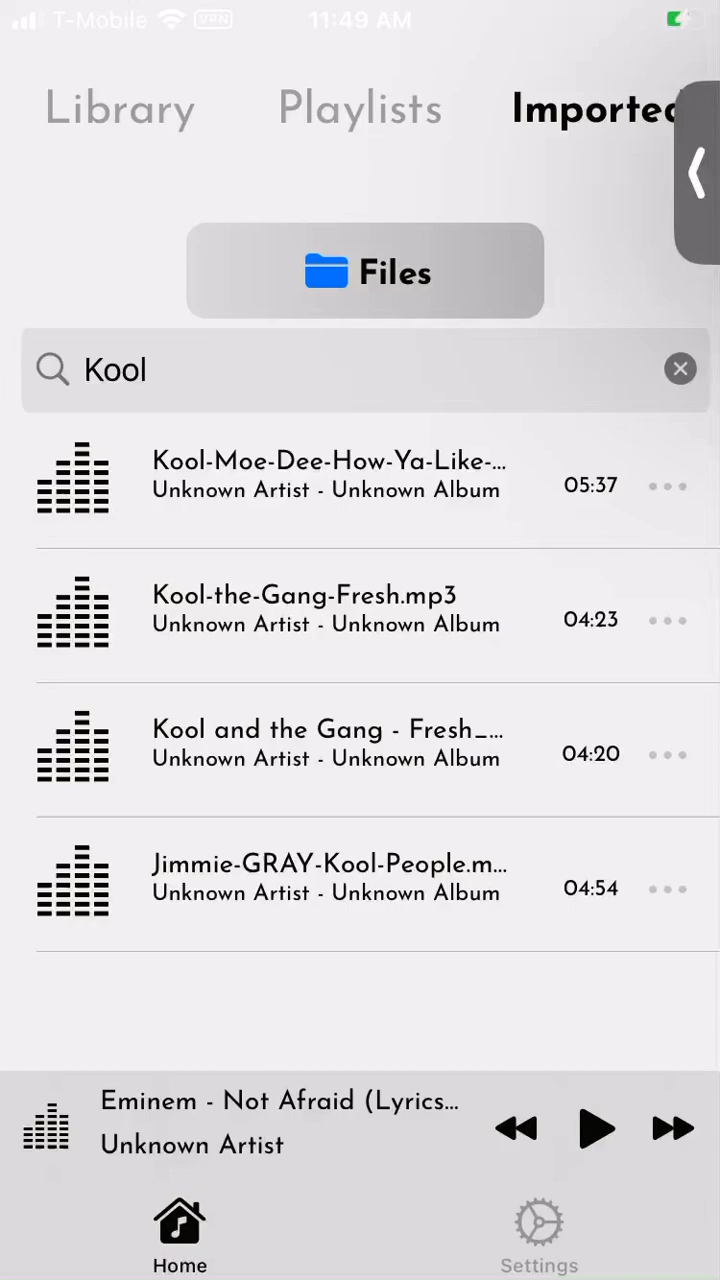 T-Mobile VPN 11:49 AM
Library Playlists Imported
Files
Kool
Kool-Moe-Dee-How-Ya-Like-...
Unknown Artist - Unknown Album
05:37
Kool-the-Gang-Fresh.mp3
Unknown Artist - Unknown Album
04:23
Kool and the Gang - Fresh_...
Unknown Artist - Unknown Album
04:20
Jimmie-GRAY-Kool-People.m...
Unknown Artist - Unknown Album
04:54
Eminem - Not Afraid (Lyrics...
Unknown Artist
Home Settings